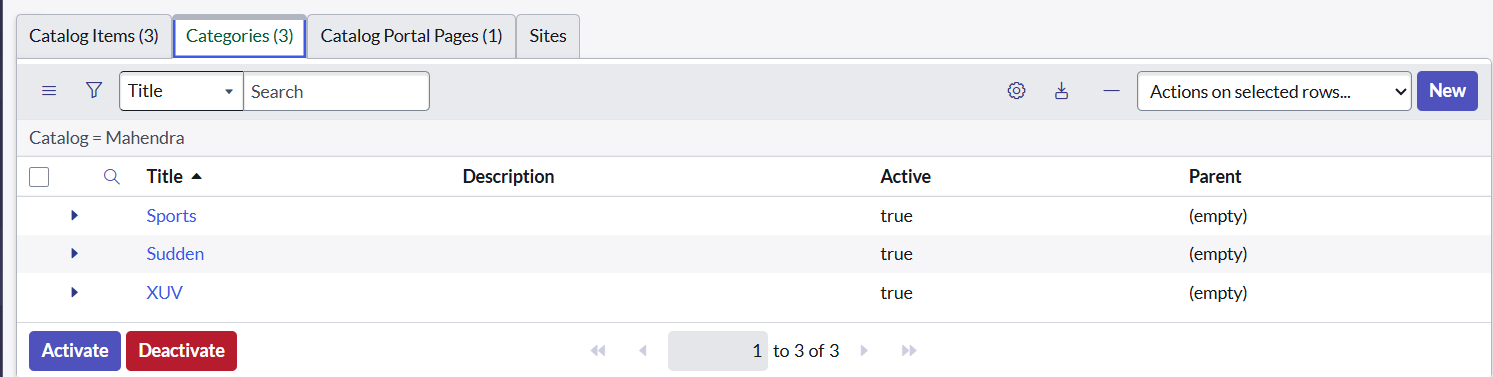 Catalog Items (3) Categories (3) Catalog Portal Pages (1) Sites
Title Search Actions on selected rows... New
Catalog = Mahendra
Title Description Active Parent
Sports true (empty)
Sudden true (empty)
XUV true (empty)
Activate Deactivate 1 to 3 of 3